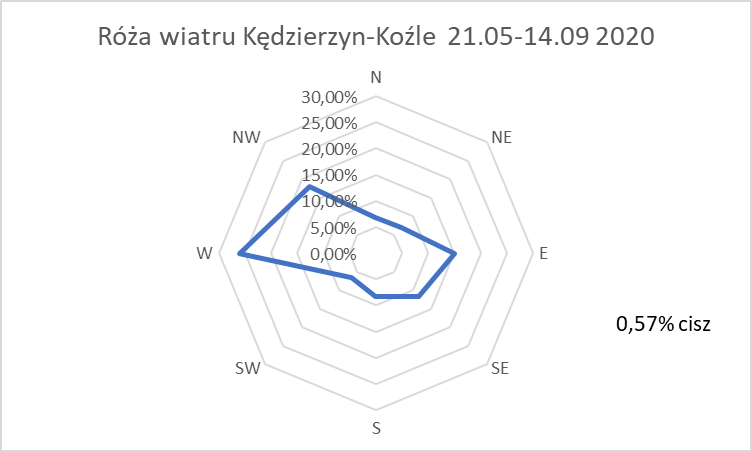 Róża wiatru Kędzierzyn-Koźle 21.05-14.09 2020
N
30,00%
25,00%
NW
NE
20,00%
15,00%
10,00%
5,00%
W
0,00%
E
0,57% cisz
SW
SE
S